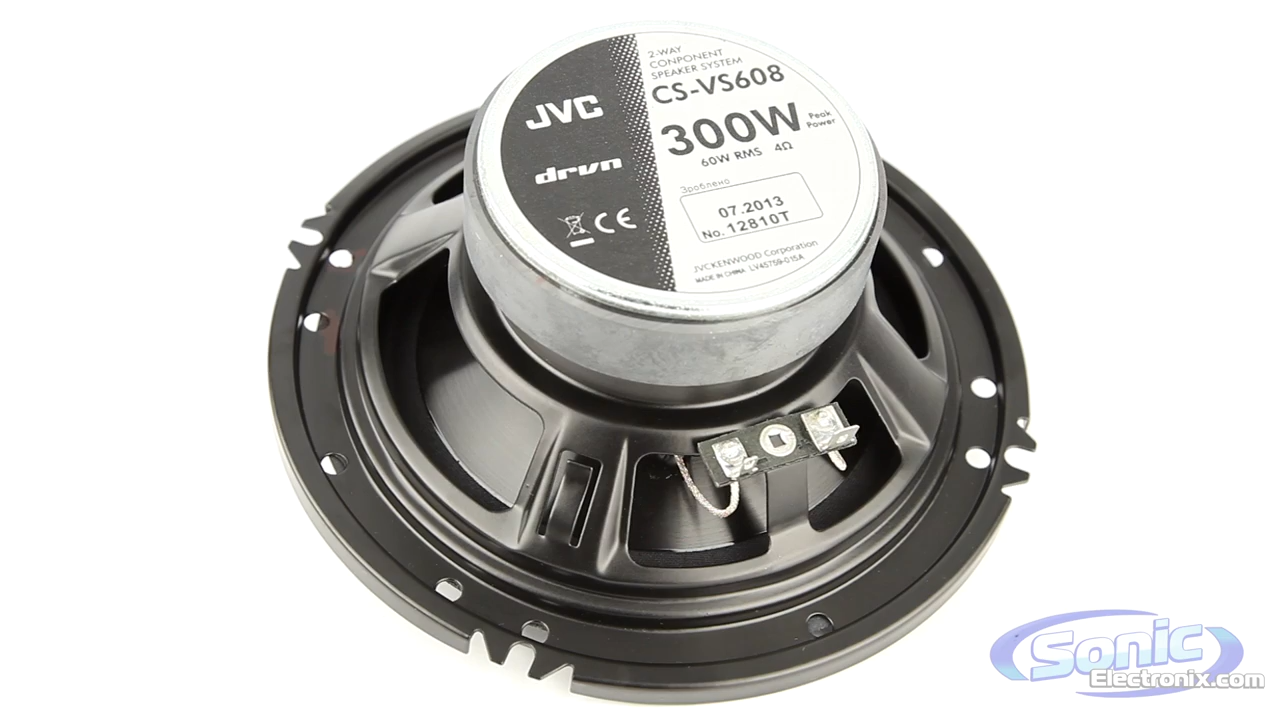 JVC
drvn
CE
2-WAY
CONPONENT
SPEAKER SYSTEM
CS-VS608
300W Peak Power
60W RMS 4Ω
Зроблено
07.2013
No. 12810T
JVCKENWOOD Corporation
MADE IN CHINA LV45759-015A
Sonic
Electronix.com